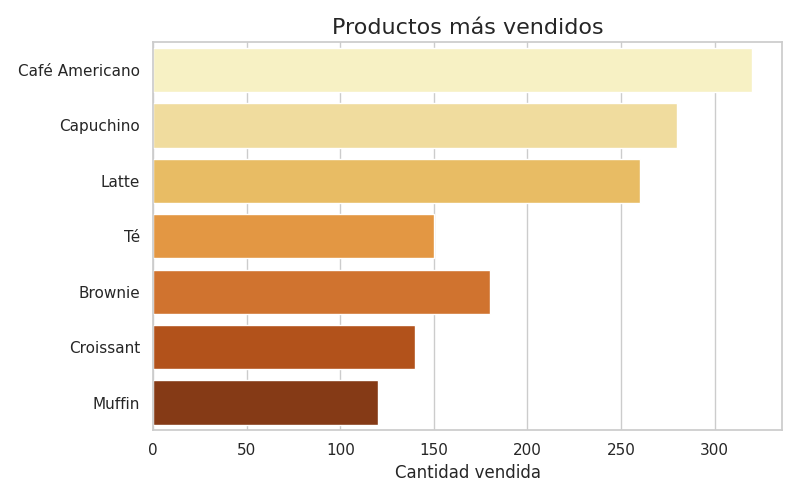 Productos más vendidos
Café Americano
Capuchino
Latte
Té
Brownie
Croissant
Muffin
0 50 100 150 200 250 300
Cantidad vendida